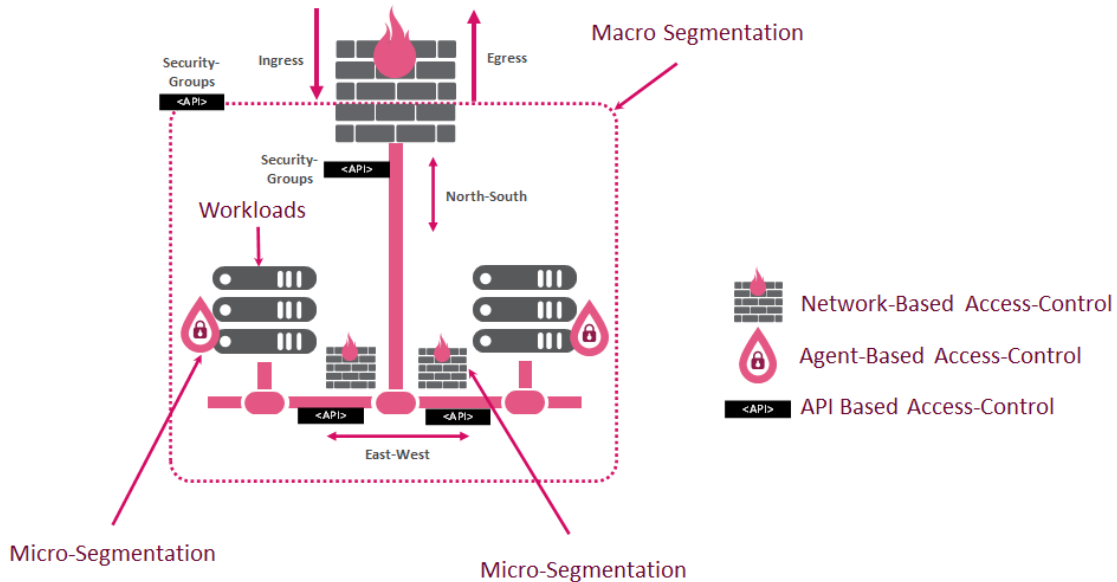 Macro Segmentation
Ingress
Egress
Security-
Groups
<API>
Security-
Groups
<API>
North-South
Workloads
Network-Based Access-Control
Agent-Based Access-Control
<API>
API Based Access-Control
<API>
<API>
East-West
Micro-Segmentation
Micro-Segmentation